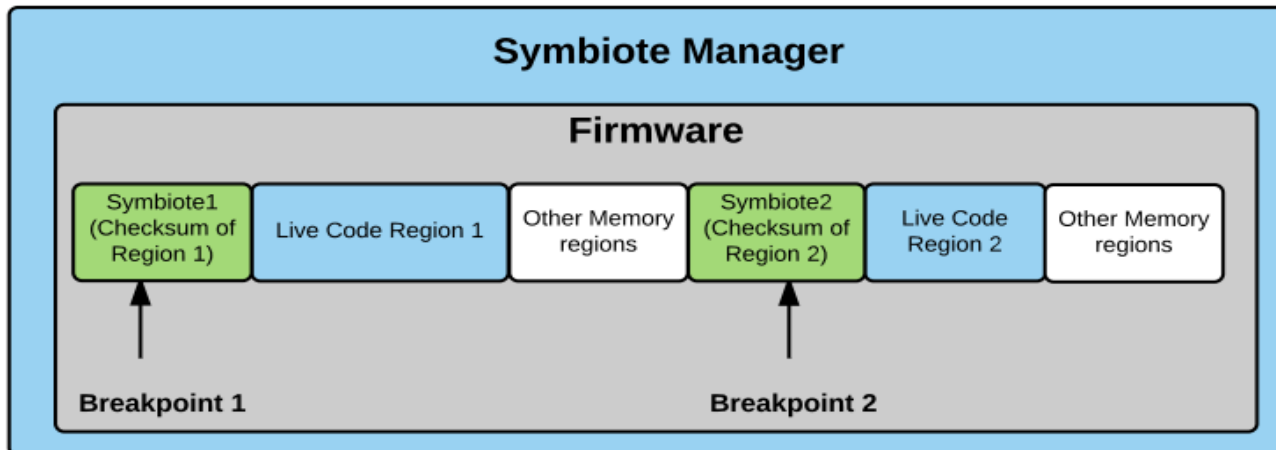 Symbiote Manager
Firmware
Symbiote1
(Checksum of
Region 1)
Live Code Region 1
Other Memory
regions
Symbiote2
(Checksum of
Region 2)
Live Code
Region 2
Other Memory
regions
Breakpoint 1
Breakpoint 2